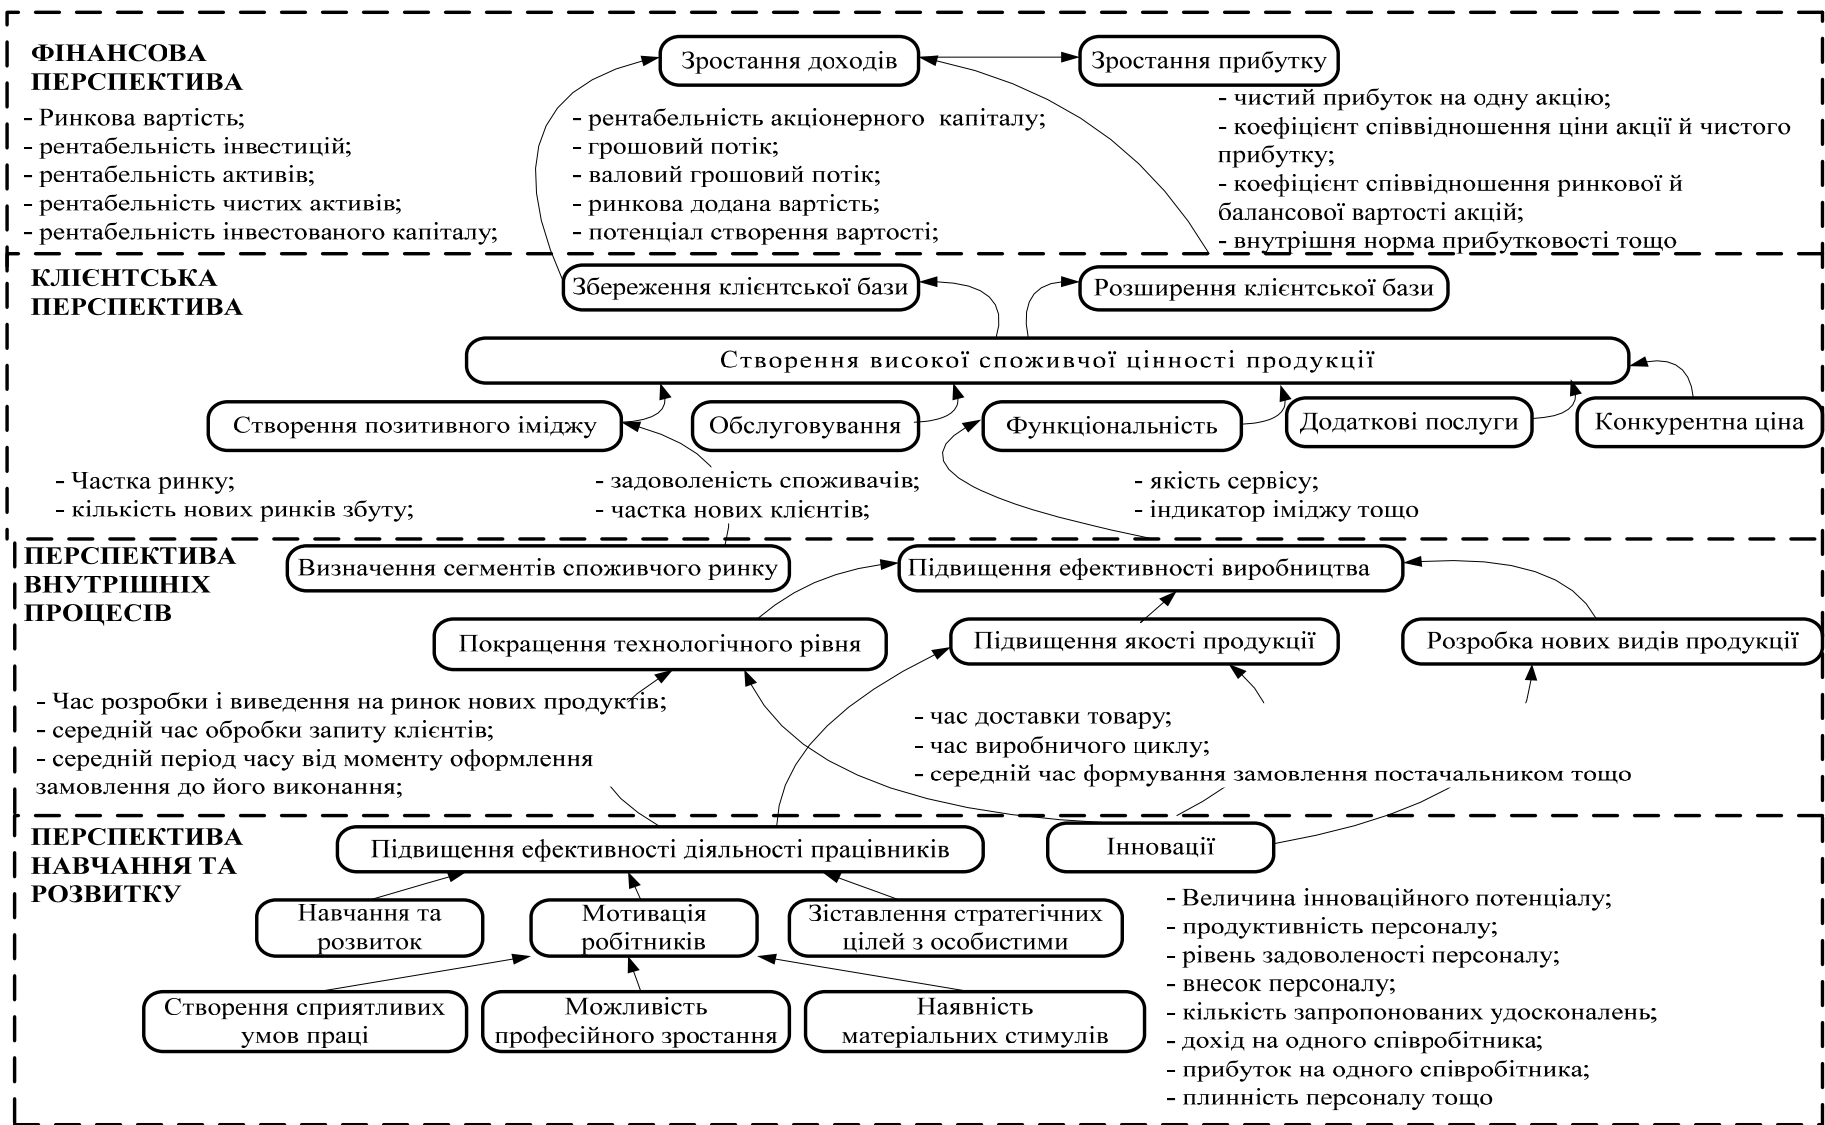 ФІНАНСОВА
ПЕРСПЕКТИВА
Зростання доходів
Зростання прибутку
- Ринкова вартість;
- рентабельність інвестицій;
- рентабельність активів;
- рентабельність чистих активів;
- рентабельність інвестованого капіталу;
- рентабельність акціонерного капіталу;
- грошовий потік;
- валовий грошовий потік;
- ринкова додана вартість;
- потенціал створення вартості;
- чистий прибуток на одну акцію;
- коефіцієнт співвідношення ціни акції й чистого
прибутку;
- коефіцієнт співвідношення ринкової й
балансової вартості акцій;
- внутрішня норма прибутковості тощо
КЛІЄНТСЬКА
ПЕРСПЕКТИВА
Збереження клієнтської бази
Розширення клієнтської бази
Створення високої споживчої цінності продукції
Створення позитивного іміджу
Обслуговування
Функціональність
Додаткові послуги
Конкурентна ціна
- Частка ринку;
- кількість нових ринків збуту;
- задоволеність споживачів;
- частка нових клієнтів;
- якість сервісу;
- індикатор іміджу тощо
ПЕРСПЕКТИВА
ВНУТРІШНІХ
ПРОЦЕСІВ
Визначення сегментів споживчого ринку
Підвищення ефективності виробництва
Покращення технологічного рівня
Підвищення якості продукції
Розробка нових видів продукції
- Час розробки і виведення на ринок нових продуктів;
- середній час обробки запиту клієнтів;
- середній період часу від моменту оформлення
замовлення до його виконання;
- час доставки товару;
- час виробничого циклу;
- середній час формування замовлення постачальником тощо
ПЕРСПЕКТИВА
НАВЧАННЯ ТА
РОЗВИТКУ
Підвищення ефективності діяльності працівників
Інновації
Навчання та
розвиток
Мотивація
робітників
Зіставлення стратегічних
цілей з особистими
Створення сприятливих
умов праці
Можливість
професійного зростання
Наявність
матеріальних стимулів
- Величина інноваційного потенціалу;
- продуктивність персоналу;
- рівень задоволеності персоналу;
- внесок персоналу;
- кількість запропонованих удосконалень;
- дохід на одного співробітника;
- прибуток на одного співробітника;
- плинність персоналу тощо